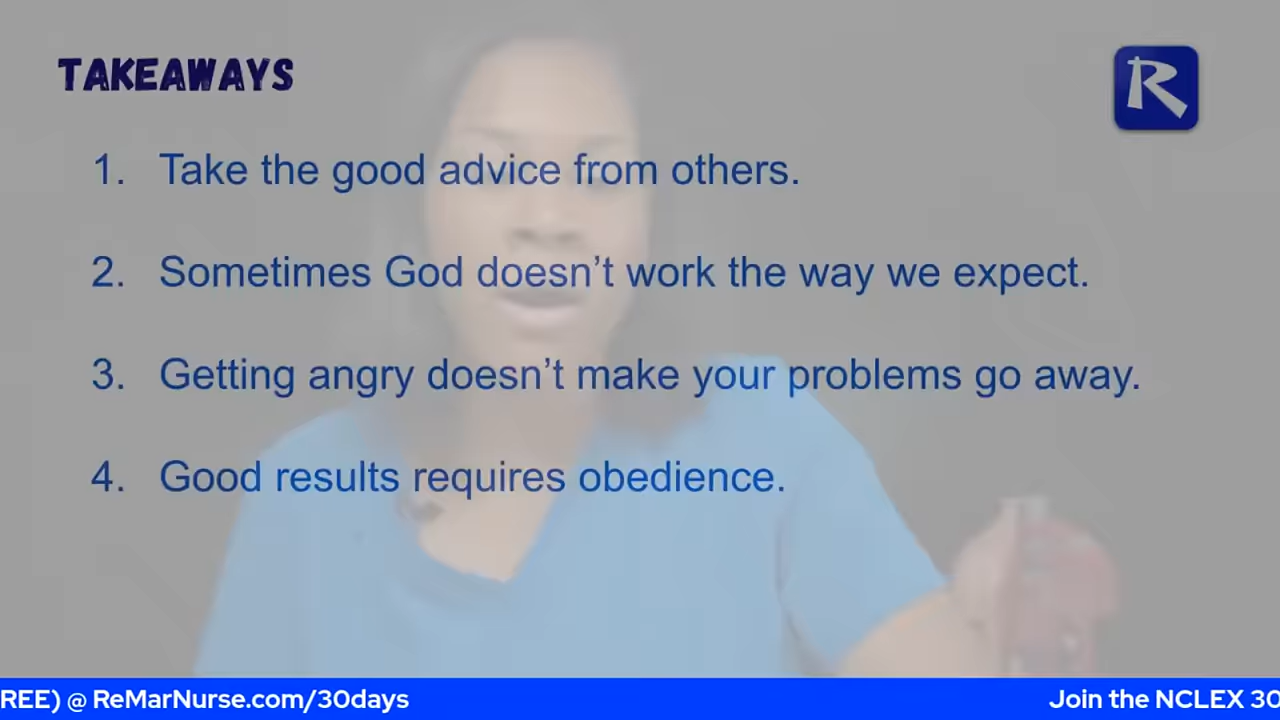 TAKEAWAYS
R
1. Take the good advice from others.
2. Sometimes God doesn’t work the way we expect.
3. Getting angry doesn’t make your problems go away.
4. Good results requires obedience.
REE) @ ReMarNurse.com/30days
Join the NCLEX 30